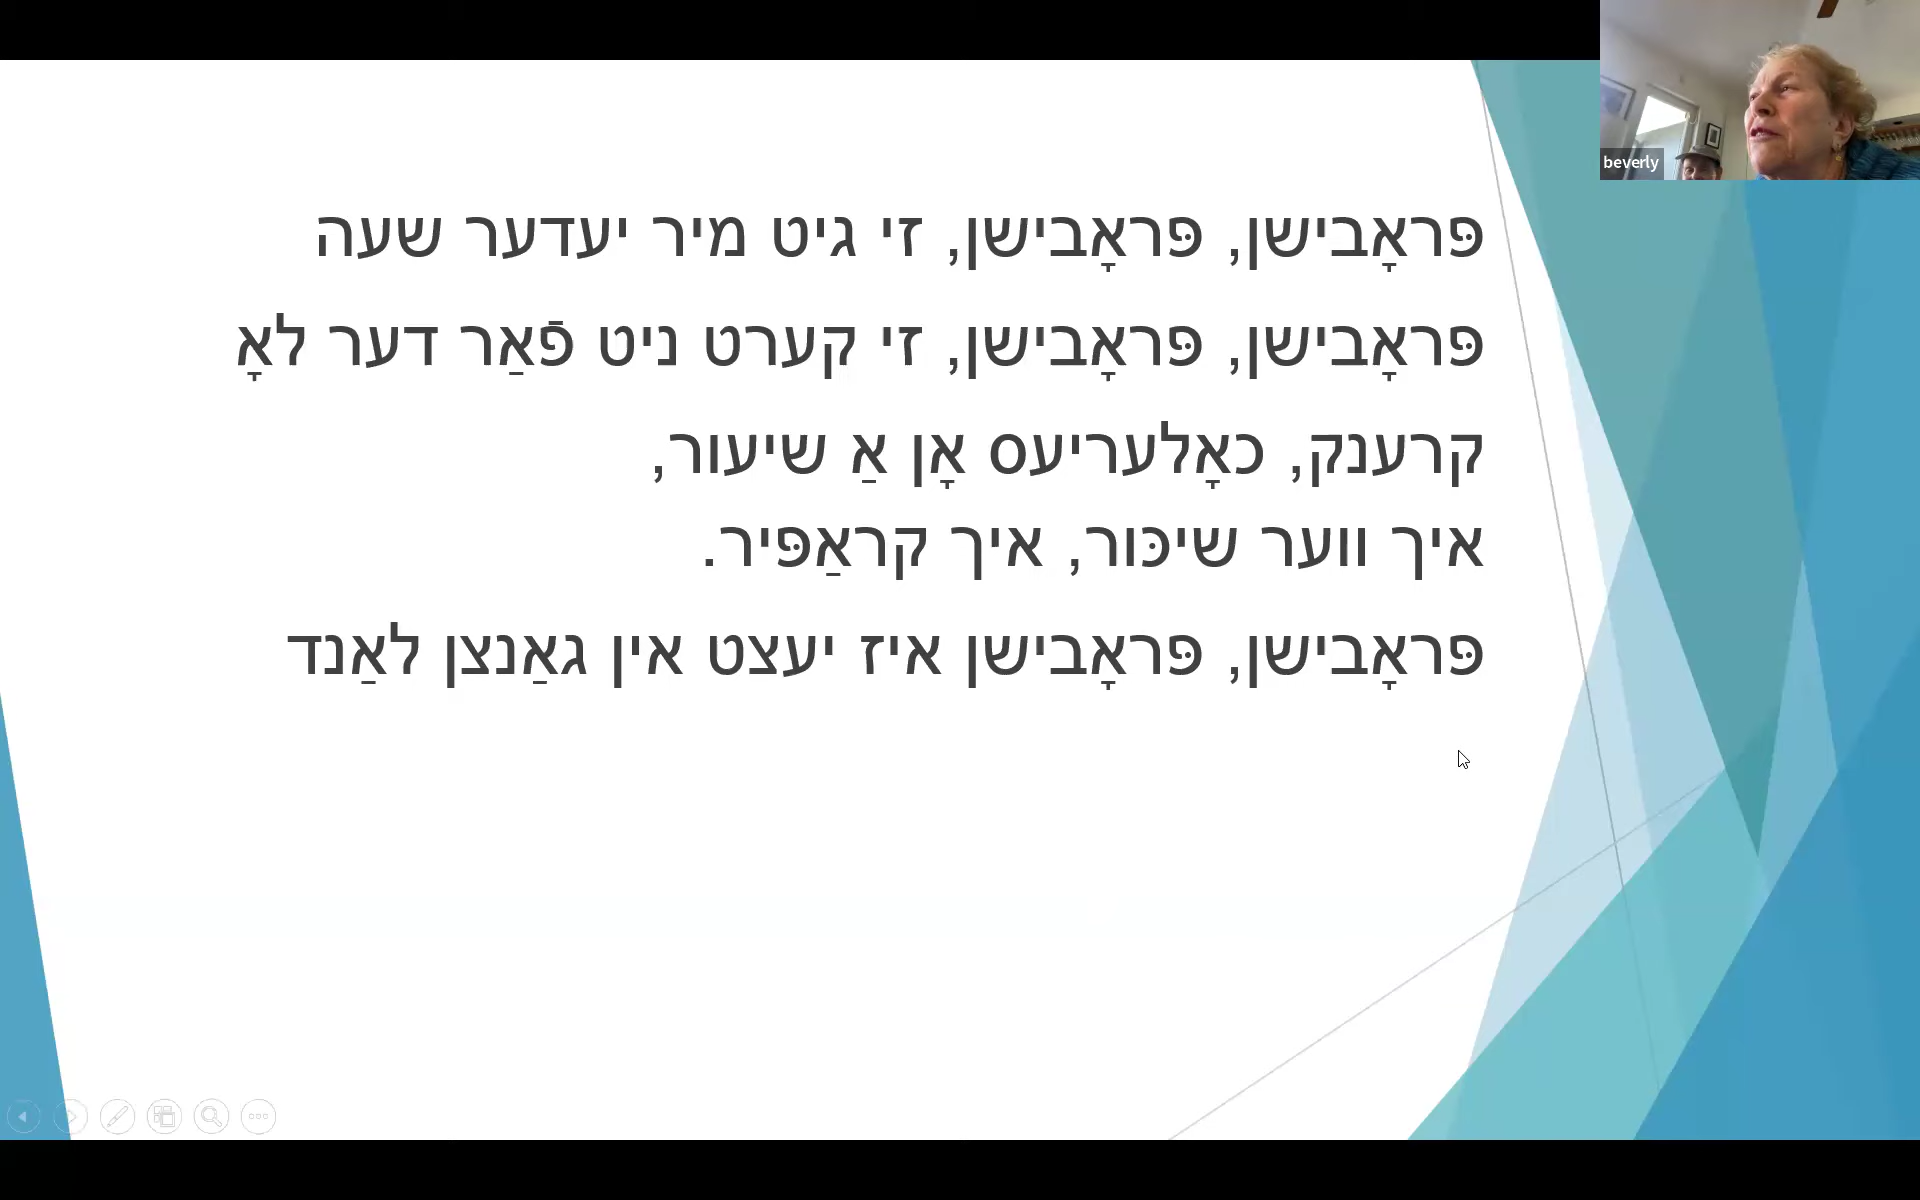 פּראָבישן, פּראָבישן, זי גיט מיר יעדער שעה
פּראָבישן, פּראָבישן, זי קערט ניט פֿאַר דער לאָ
קרענק, כאָלעריעס אָן אַ שיעור,
איך ווער שיכּור, איך קראַפּיר.
פּראָבישן, פּראָבישן איז יעצט אין גאַנצן לאַנד
beverly